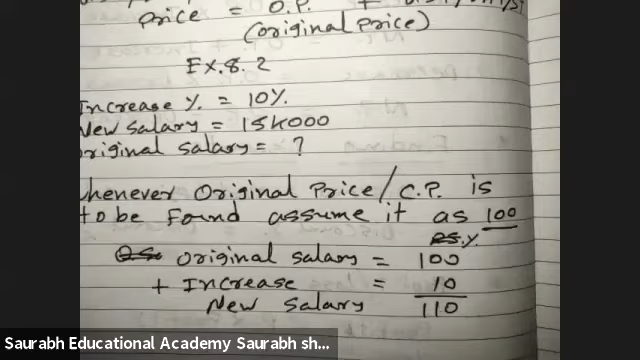 Price = O.P. +
(original price)
Ex.8.2
Increase %. = 10%.
New salary = 15K000
original salary = ?
whenever Original Price/C.P. is
to be found assume it as 100
RS. %.
original salary = 100
+ Increase = 10
New salary 110
Saurabh Educational Academy Saurabh sh...